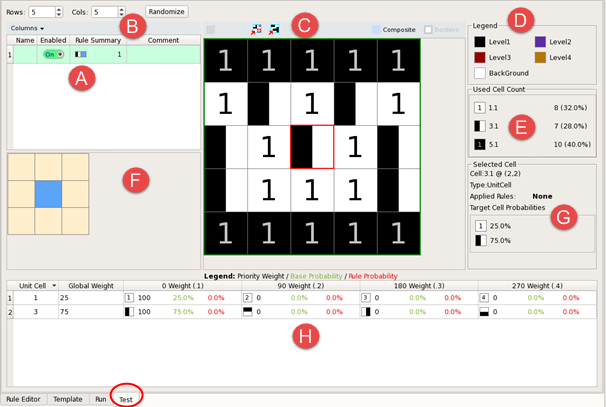 Rows: 5 Cols: 5 Randomize
B
C
Composite Borders
D
Columns
Name Enabled Rule Summary Comment
1 On 1
A
Legend
Level1 Level2
Level3 Level4
BackGround
1 1 1 1 1
1 1 1
1 1
1 1 1
1 1 1 1 1
Used Cell Count
1 1.1 8 (32.0%)
3.1 7 (28.0%)
1 5.1 10 (40.0%)
E
F
Selected Cell
Cell:3.1 @ (2,2)
Type:UnitCell
Applied Rules: None
Target Cell Probabilities
1 25.0%
75.0%
G
Legend: Priority Weight / Base Probability / Rule Probability
Unit Cell Global Weight 0 Weight (.1) 90 Weight (.2) 180 Weight (.3) 270 Weight (.4)
1 1 25 1 100 25.0% 0.0% 2 0 0.0% 0.0% 3 0 0.0% 0.0% 4 0 0.0% 0.0%
2 3 75 100 75.0% 0.0% 0 0.0% 0.0% 0 0.0% 0.0% 0 0.0% 0.0%
H
Rule Editor Template Run Test